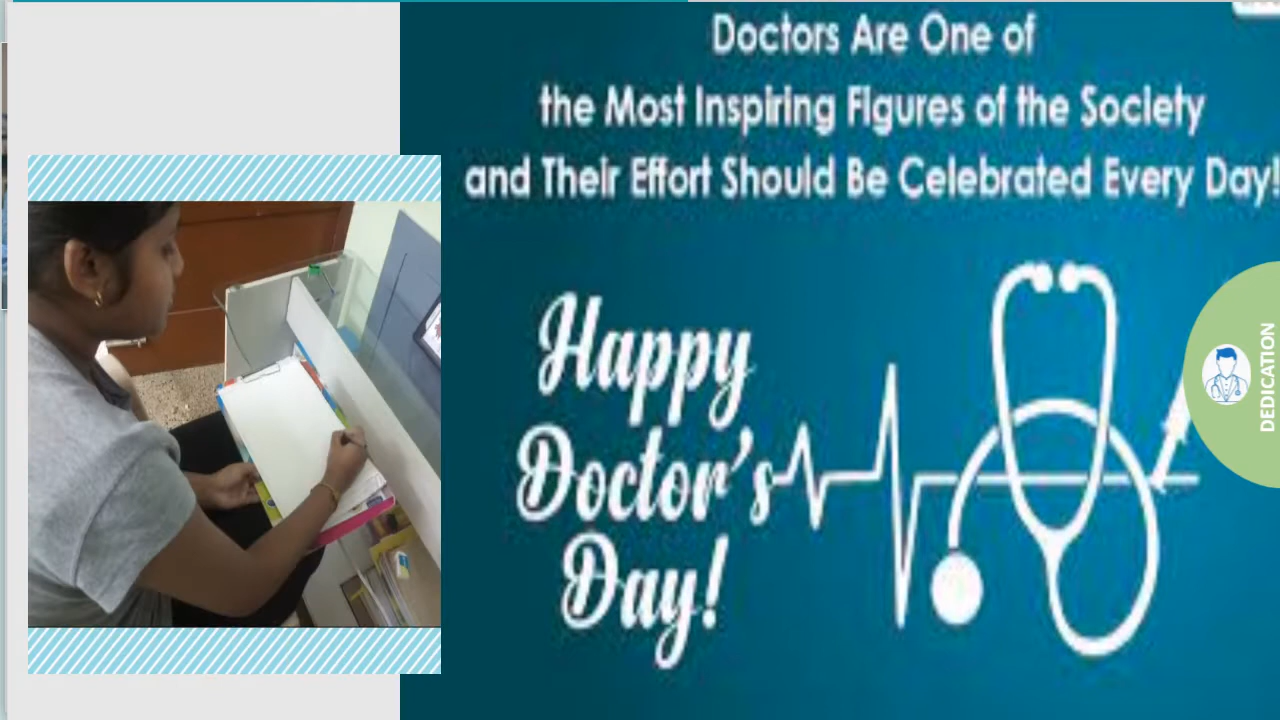 Doctors Are One of
the Most Inspiring Figures of the Society
and Their Effort Should Be Celebrated Every Day!
Happy
Doctor's
Day!
DEDICATION